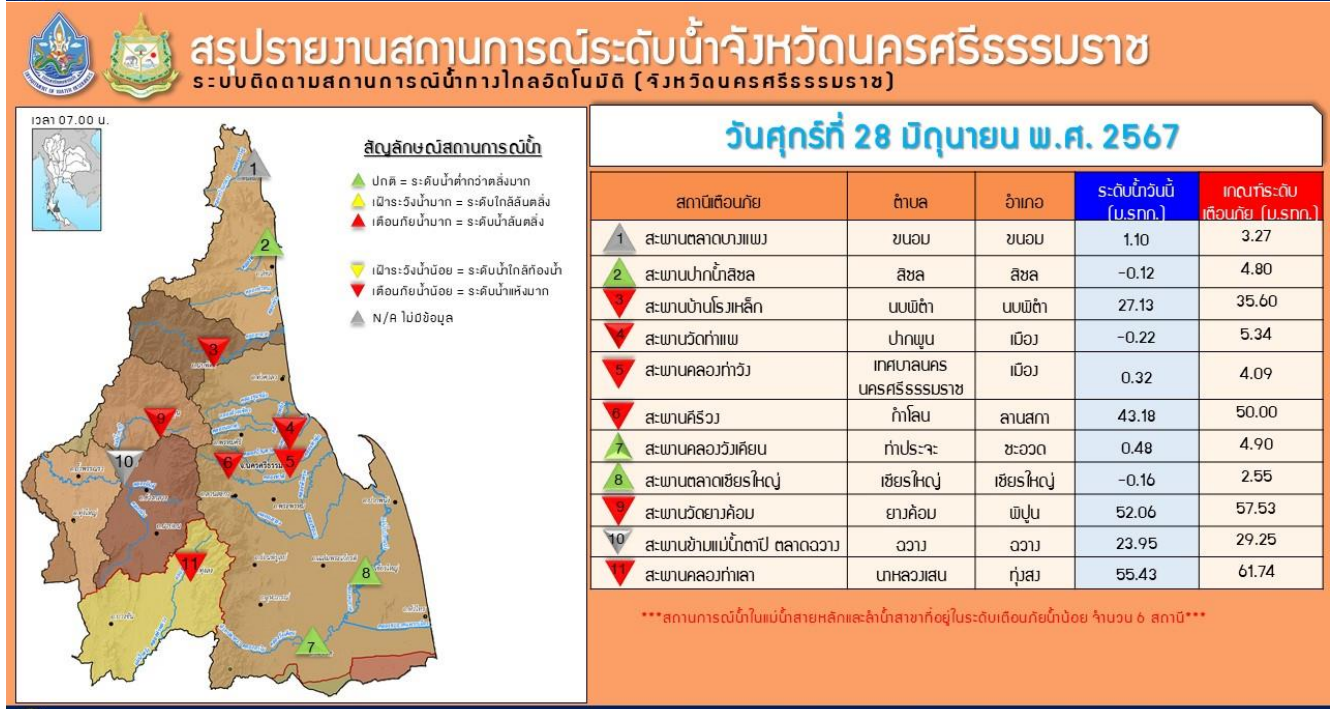 สรุปรายงานสถานการณ์ระดับน้ำจังหวัดนครศรีธรรมราช
ระบบติดตามสถานการณ์น้ำทางไกลอัตโนมัติ (จังหวัดนครศรีธรรมราช)
เวลา 07.00 น.
สัญลักษณ์สถานการณ์น้ำ
ปกติ = ระดับน้ำต่ำกว่าตลิ่งมาก
เฝ้าระวังน้ำมาก = ระดับใกล้ล้นตลิ่ง
เตือนภัยน้ำมาก = ระดับน้ำล้นตลิ่ง
เฝ้าระวังน้ำน้อย = ระดับน้ำใกล้ท้องน้ำ
เตือนภัยน้ำน้อย = ระดับน้ำแห้งมาก
N/A ไม่มีข้อมูล
1
2
3
9
4
10
6
5
11
8
7
วันศุกร์ที่ 28 มิถุนายน พ.ศ. 2567
สถานีเตือนภัย ตำบล อำเภอ ระดับน้ำวันนี้ (ม.รทก.) เกณฑ์ระดับเตือนภัย (ม.รทก.)
1 สะพานตลาดบางแพง ขนอม ขนอม 1.10 3.27
2 สะพานปากน้ำสิชล สิชล สิชล -0.12 4.80
3 สะพานบ้านโรงเหล็ก นบพิตำ นบพิตำ 27.13 35.60
4 สะพานวัดท่าแพ ปากพูน เมือง -0.22 5.34
5 สะพานคลองท่าวัง เทศบาลนครนครศรีธรรมราช เมือง 0.32 4.09
6 สะพานคีรีวง กำโลน ลานสกา 43.18 50.00
7 สะพานคลองวังเคียน ท่าประจะ ชะอวด 0.48 4.90
8 สะพานตลาดเชียรใหญ่ เชียรใหญ่ เชียรใหญ่ -0.16 2.55
9 สะพานวัดยางค้อม ยางค้อม พิปูน 52.06 57.53
10 สะพานข้ามแม่น้ำตาปี ตลาดฉวาง ฉวาง ฉวาง 23.95 29.25
11 สะพานคลองท่าเลา นาหลวงเสน ทุ่งสง 55.43 61.74
***สถานการณ์น้ำในแม่น้ำสายหลักและลำน้ำสาขาที่อยู่ในระดับเตือนภัยน้ำน้อย จำนวน 6 สถานี***